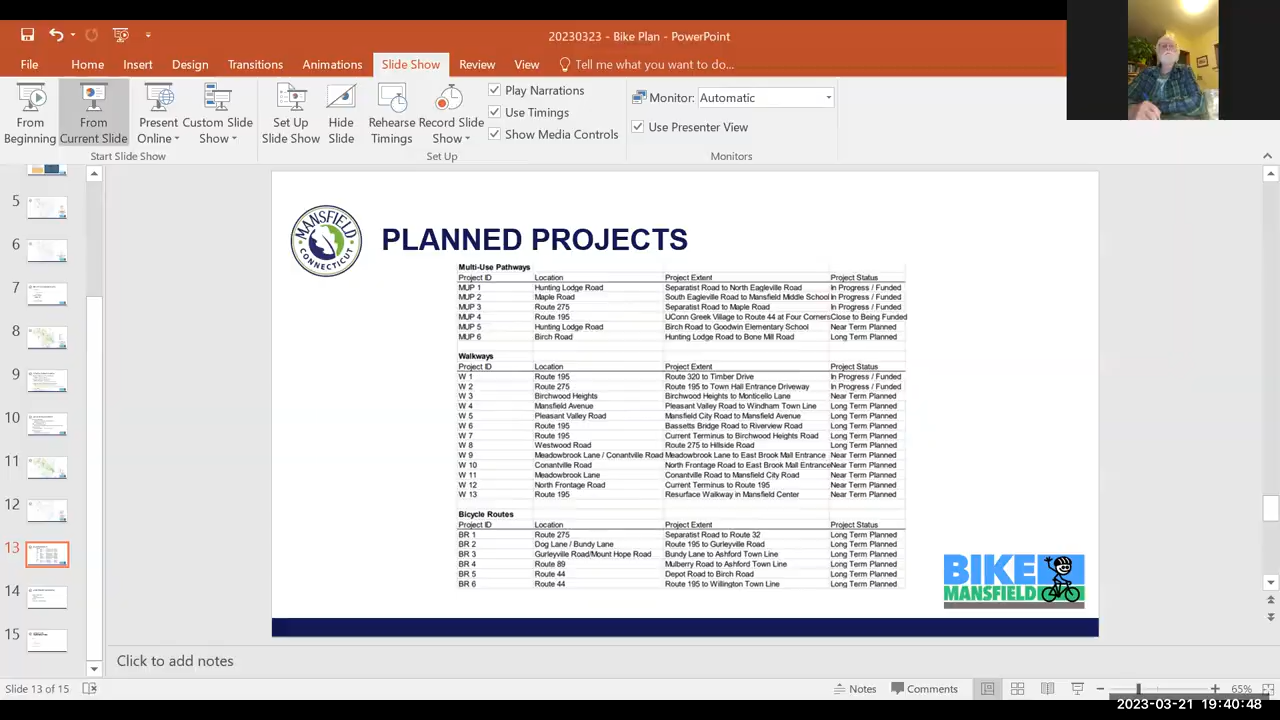 20230323 - Bike Plan - PowerPoint
File Home Insert Design Transitions Animations Slide Show Review View Tell me what you want to do...
From Beginning
From Current Slide
Present Online
Custom Slide Show
Start Slide Show
Set Up Slide Show
Hide Slide
Rehearse Timings
Record Slide Show
Play Narrations
Use Timings
Show Media Controls
Set Up
Monitor: Automatic
Use Presenter View
Monitors
5
6
7
8
9
10
11
12
13
14
15
MANSFIELD
CONNECTICUT
PLANNED PROJECTS
Multi-Use Pathways
Project ID Location Project Extent Project Status
MUP 1 Hunting Lodge Road Separatist Road to North Eagleville Road In Progress / Funded
MUP 2 Maple Road South Eagleville Road to Mansfield Middle School In Progress / Funded
MUP 3 Route 275 Separatist Road to Maple Road In Progress / Funded
MUP 4 Route 195 UConn Greek Village to Route 44 at Four Corners Close to Being Funded
MUP 5 Hunting Lodge Road Birch Road to Goodwin Elementary School Near Term Planned
MUP 6 Birch Road Hunting Lodge Road to Bone Mill Road Long Term Planned
Walkways
Project ID Location Project Extent Project Status
W 1 Route 195 Route 320 to Timber Drive In Progress / Funded
W 2 Route 275 Route 195 to Town Hall Entrance Driveway In Progress / Funded
W 3 Birchwood Heights Birchwood Heights to Monticello Lane Near Term Planned
W 4 Mansfield Avenue Pleasant Valley Road to Windham Town Line Long Term Planned
W 5 Pleasant Valley Road Mansfield City Road to Mansfield Avenue Long Term Planned
W 6 Route 195 Bassetts Bridge Road to Riverview Road Long Term Planned
W 7 Route 195 Current Terminus to Birchwood Heights Road Long Term Planned
W 8 Westwood Road Route 275 to Hillside Road Long Term Planned
W 9 Meadowbrook Lane / Conantville Road Meadowbrook Lane to East Brook Mall Entrance Near Term Planned
W 10 Conantville Road North Frontage Road to East Brook Mall Entrance Near Term Planned
W 11 Meadowbrook Lane Conantville Road to Mansfield City Road Near Term Planned
W 12 North Frontage Road Current Terminus to Route 195 Near Term Planned
W 13 Route 195 Resurface Walkway in Mansfield Center Near Term Planned
Bicycle Routes
Project ID Location Project Extent Project Status
BR 1 Route 275 Separatist Road to Route 32 Long Term Planned
BR 2 Dog Lane / Bundy Lane Route 195 to Gurleyville Road Long Term Planned
BR 3 Gurleyville Road/Mount Hope Road Bundy Lane to Ashford Town Line Long Term Planned
BR 4 Route 89 Mulberry Road to Ashford Town Line Long Term Planned
BR 5 Route 44 Depot Road to Birch Road Long Term Planned
BR 6 Route 44 Route 195 to Willington Town Line Long Term Planned
BIKE
MANSFIELD
Click to add notes
Slide 13 of 15 Notes Comments 65%
2023-03-21 19:40:48